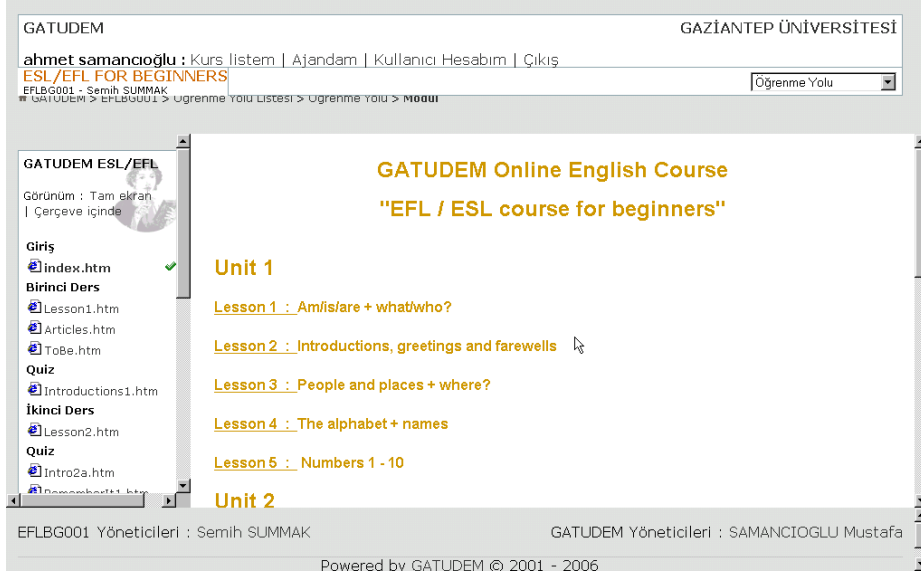 GATUDEM
GAZİANTEP ÜNİVERSİTESİ
ahmet samancıoğlu : Kurs listem | Ajandam | Kullanıcı Hesabım | Çıkış
ESL/EFL FOR BEGINNERS
EFLBG001 - Semih SUMMAK
Öğrenme Yolu
GATUDEM > EFLBG001 > Öğrenme Yolu Listesi > Öğrenme Yolu > Modül
GATUDEM ESL/EFL
Görünüm : Tam ekran
| Çerçeve içinde
Giriş
index.htm
Birinci Ders
Lesson1.htm
Articles.htm
ToBe.htm
Quiz
Introductions1.htm
İkinci Ders
Lesson2.htm
Quiz
Intro2a.htm
RememberIt1.htm
GATUDEM Online English Course
"EFL / ESL course for beginners"
Unit 1
Lesson 1 : Am/is/are + what/who?
Lesson 2 : Introductions, greetings and farewells
Lesson 3 : People and places + where?
Lesson 4 : The alphabet + names
Lesson 5 : Numbers 1 - 10
Unit 2
EFLBG001 Yöneticileri : Semih SUMMAK
GATUDEM Yöneticileri : SAMANCIOGLU Mustafa
Powered by GATUDEM © 2001 - 2006